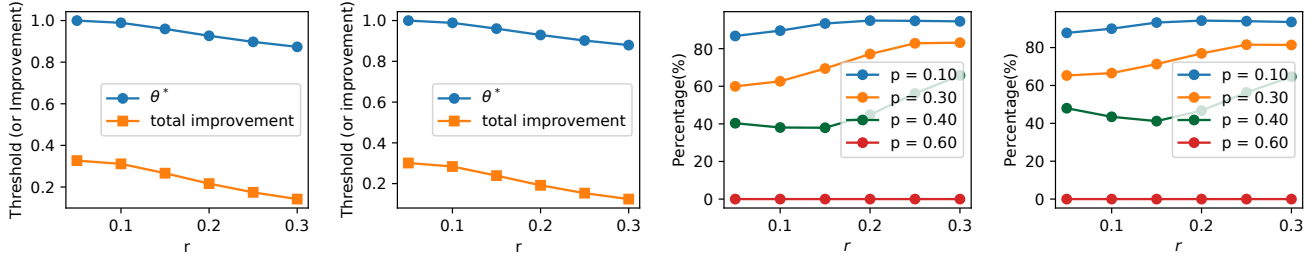 Threshold (or Improvement)
1.0
0.8
0.6
0.4
0.2
θ*
total improvement
0.1
0.2
0.3
r
Threshold (or improvement)
1.0
0.8
0.6
0.4
0.2
θ*
total improvement
0.1
0.2
0.3
r
Percentage(%)
80
60
40
20
0
p = 0.10
p = 0.30
p = 0.40
p = 0.60
0.1
0.2
0.3
r
Percentage(%)
80
60
40
20
0
p = 0.10
p = 0.30
p = 0.40
p = 0.60
0.1
0.2
0.3
r